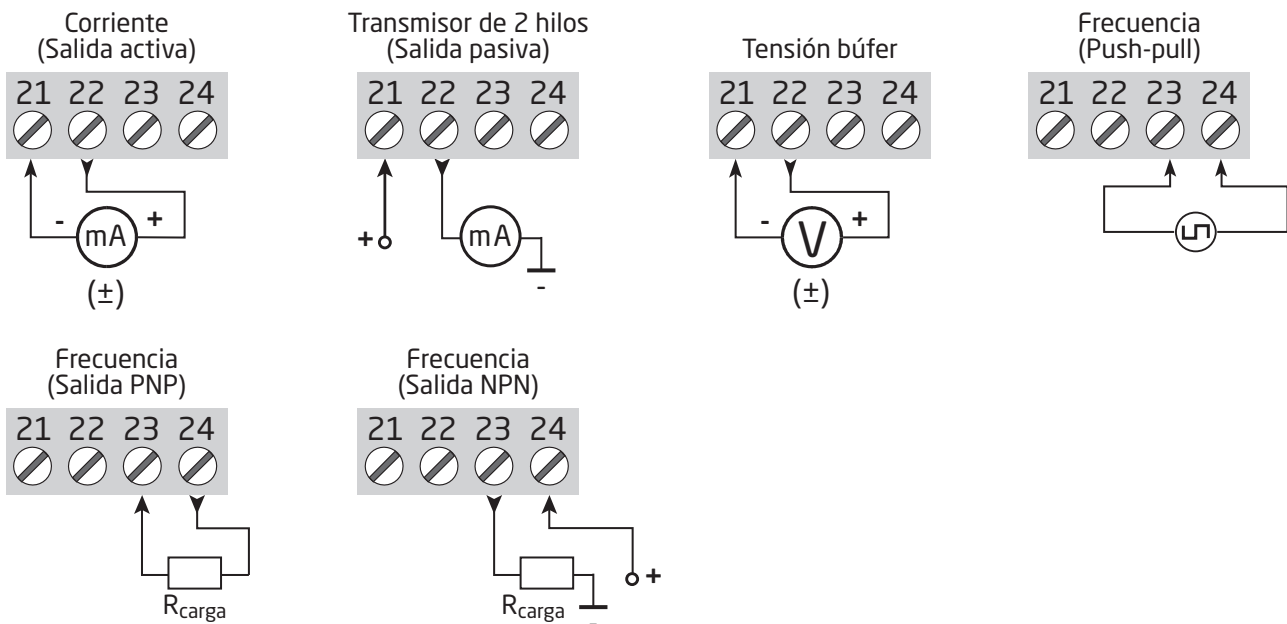 Corriente
(Salida activa)
21 22 23 24
- mA +
(±)
Transmisor de 2 hilos
(Salida pasiva)
21 22 23 24
+ mA
-
Tensión búfer
21 22 23 24
- V +
(±)
Frecuencia
(Push-pull)
21 22 23 24
Frecuencia
(Salida PNP)
21 22 23 24
Rcarga
Frecuencia
(Salida NPN)
21 22 23 24
+
Rcarga
-